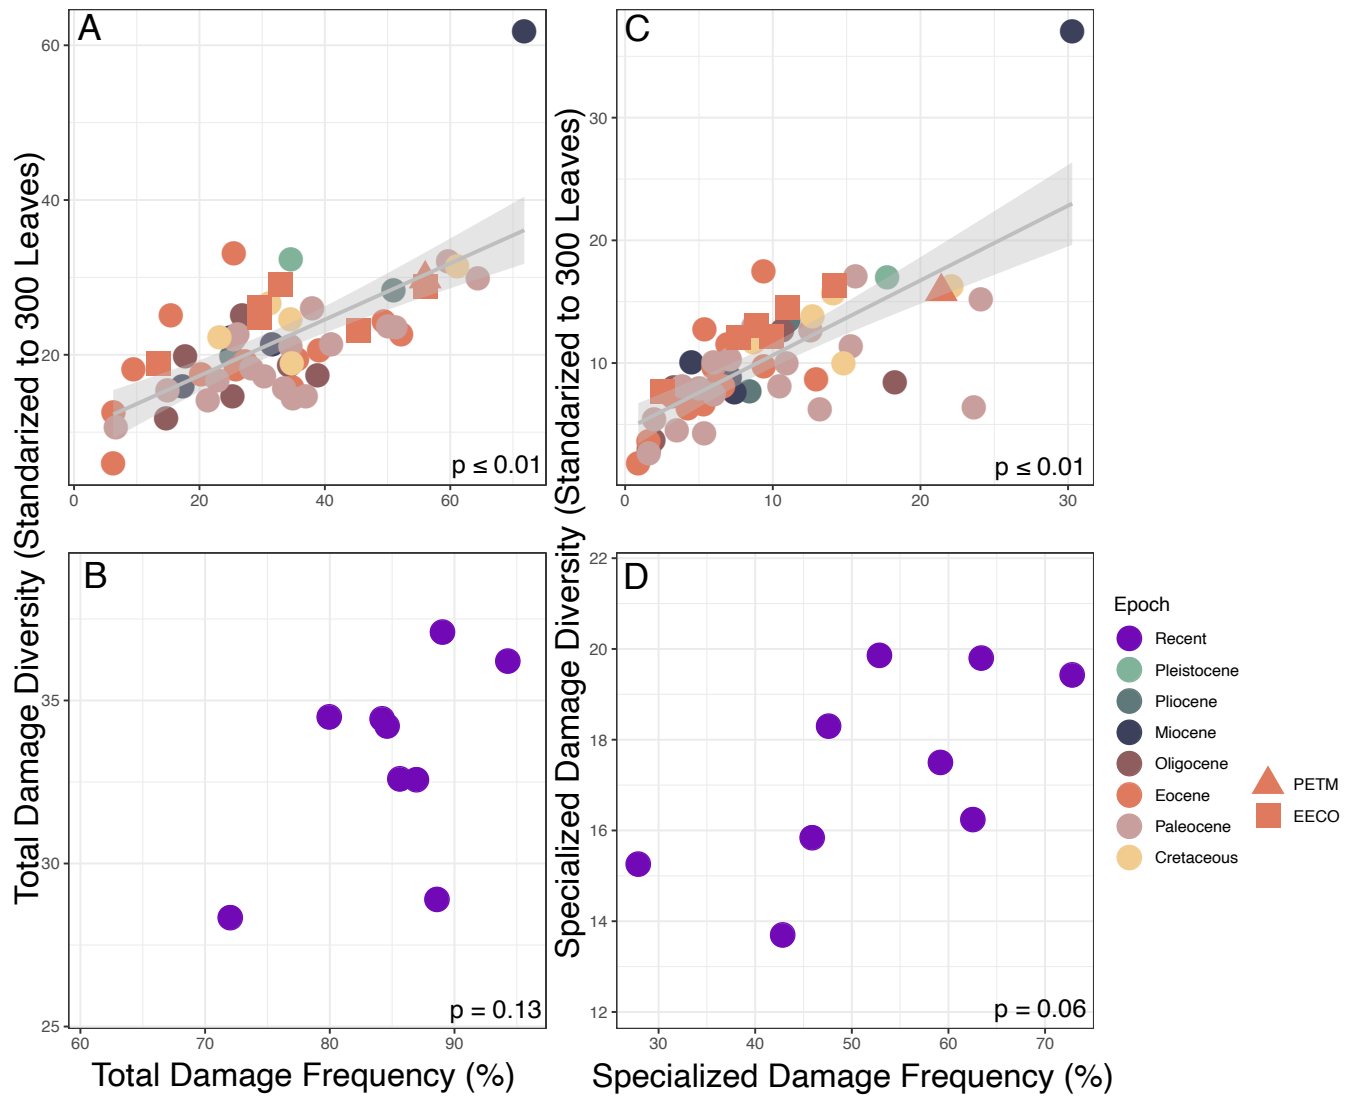 A
60
40
20
0
20
40
60
p ≤ 0.01
C
30
20
10
0
10
20
30
p ≤ 0.01
B
35
30
25
60
70
80
90
p = 0.13
D
22
20
18
16
14
12
30
40
50
60
70
p = 0.06
Total Damage Diversity (Standarized to 300 Leaves)
Specialized Damage Diversity (Standarized to 300 Leaves)
Total Damage Frequency (%)
Specialized Damage Frequency (%)
Epoch
Recent
Pleistocene
Pliocene
Miocene
Oligocene
Eocene
Paleocene
Cretaceous
PETM
EECO